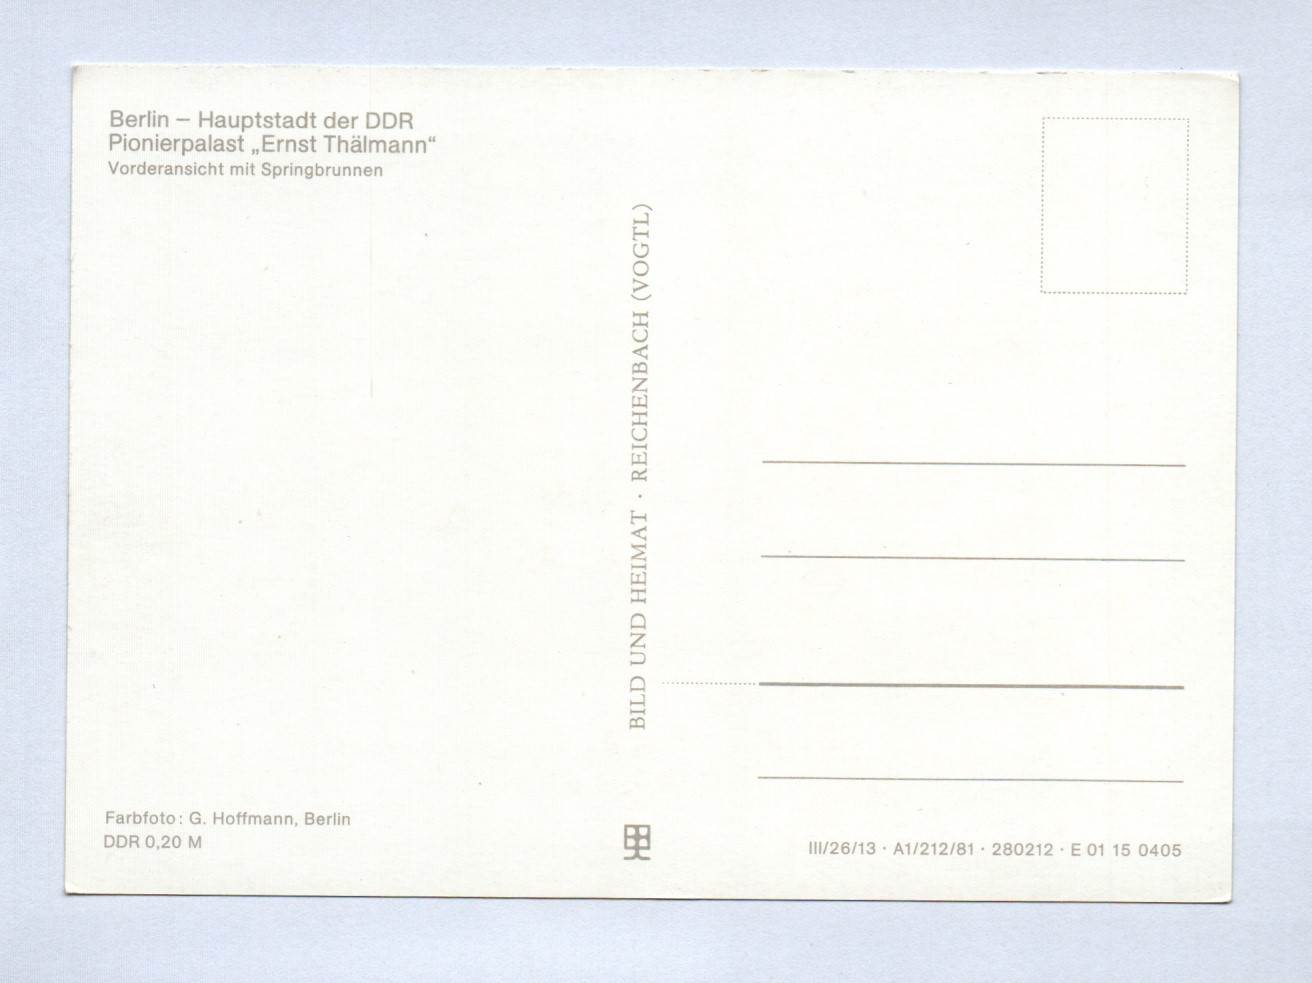 Berlin – Hauptstadt der DDR
Pionierpalast „Ernst Thälmann“
Vorderansicht mit Springbrunnen
BILD UND HEIMAT · REICHENBACH (VOGTL)
Farbfoto: G. Hoffmann, Berlin
DDR 0,20 M
III/26/13 · A1/212/81 · 280212 · E 01 15 0405